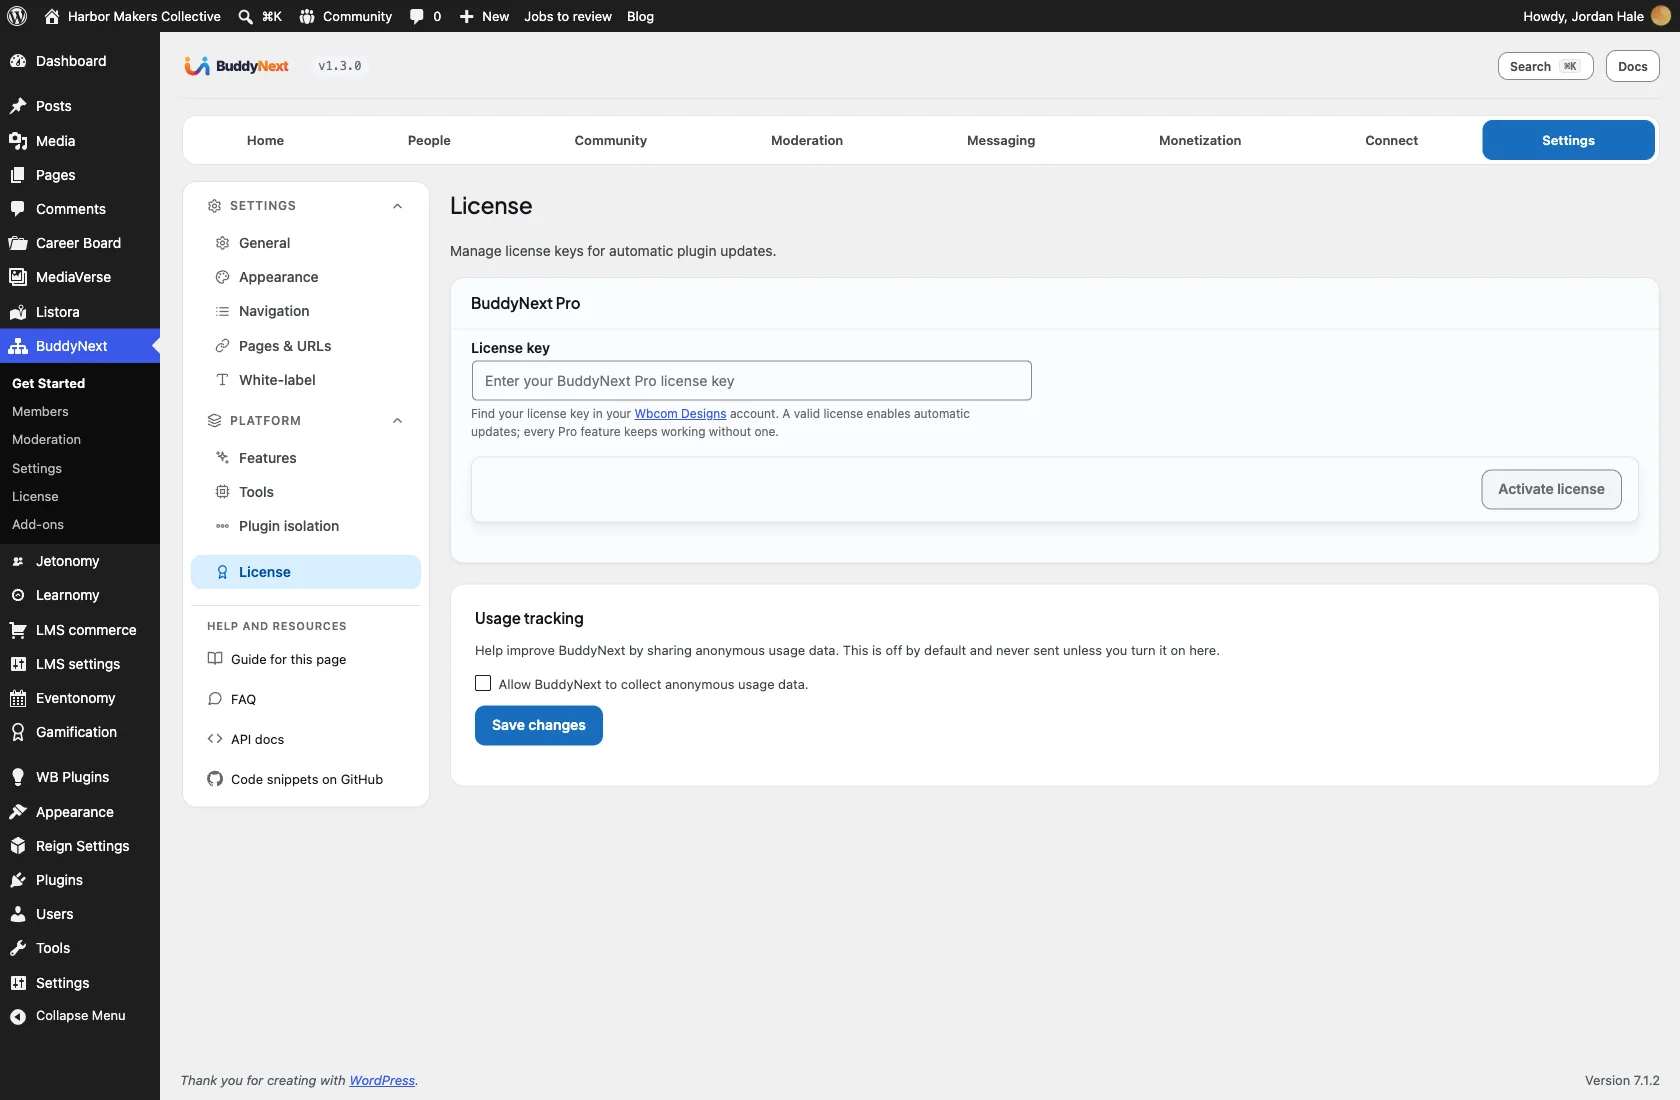 Harbor Makers Collective
⌘K
Community
0
New
Jobs to review
Blog
Howdy, Jordan Hale
Dashboard
Posts
Media
Pages
Comments
Career Board
MediaVerse
Listora
BuddyNext
Get Started
Members
Moderation
Settings
License
Add-ons
Jetonomy
Learnomy
LMS commerce
LMS settings
Eventonomy
Gamification
WB Plugins
Appearance
Reign Settings
Plugins
Users
Tools
Settings
Collapse Menu
BuddyNext
v1.3.0
Search ⌘K
Docs
Home
People
Community
Moderation
Messaging
Monetization
Connect
Settings
SETTINGS
General
Appearance
Navigation
Pages & URLs
White-label
PLATFORM
Features
Tools
Plugin isolation
License
HELP AND RESOURCES
Guide for this page
FAQ
API docs
Code snippets on GitHub
License
Manage license keys for automatic plugin updates.
BuddyNext Pro
License key
Enter your BuddyNext Pro license key
Find your license key in your Wbcom Designs account. A valid license enables automatic
updates; every Pro feature keeps working without one.
Activate license
Usage tracking
Help improve BuddyNext by sharing anonymous usage data. This is off by default and never sent unless you turn it on here.
Allow BuddyNext to collect anonymous usage data.
Save changes
Thank you for creating with WordPress.
Version 7.1.2